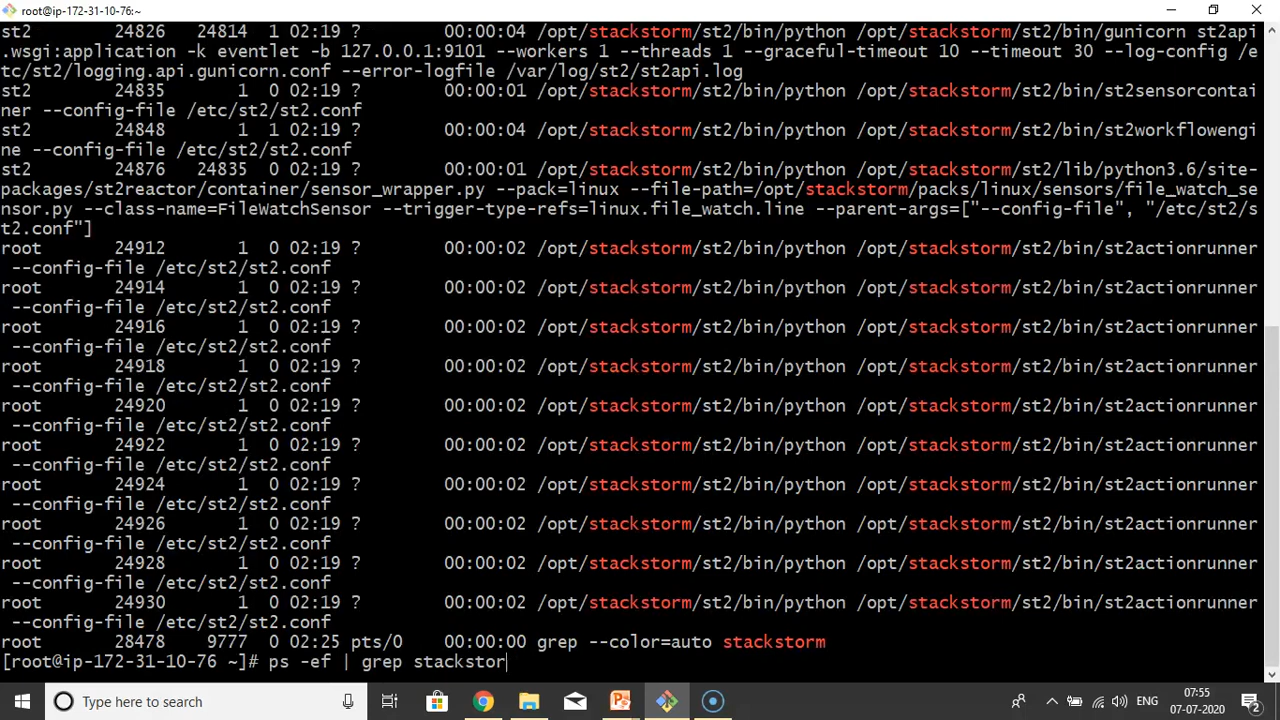 root@ip-172-31-10-76:~
st2 24826 24814 1 02:19 ? 00:00:04 /opt/stackstorm/st2/bin/python /opt/stackstorm/st2/bin/gunicorn st2api
.wsgi:application -k eventlet -b 127.0.0.1:9101 --workers 1 --threads 1 --graceful-timeout 10 --timeout 30 --log-config /e
tc/st2/logging.api.gunicorn.conf --error-logfile /var/log/st2/st2api.log
st2 24835 1 0 02:19 ? 00:00:01 /opt/stackstorm/st2/bin/python /opt/stackstorm/st2/bin/st2sensorcontai
ner --config-file /etc/st2/st2.conf
st2 24848 1 1 02:19 ? 00:00:04 /opt/stackstorm/st2/bin/python /opt/stackstorm/st2/bin/st2workflowengi
ne --config-file /etc/st2/st2.conf
st2 24876 24835 0 02:19 ? 00:00:01 /opt/stackstorm/st2/bin/python /opt/stackstorm/st2/lib/python3.6/site-
packages/st2reactor/container/sensor_wrapper.py --pack=linux --file-path=/opt/stackstorm/packs/linux/sensors/file_watch_se
nsor.py --class-name=FileWatchSensor --trigger-type-refs=linux.file_watch.line --parent-args=["--config-file", "/etc/st2/s
t2.conf"]
root 24912 1 0 02:19 ? 00:00:02 /opt/stackstorm/st2/bin/python /opt/stackstorm/st2/bin/st2actionrunner
--config-file /etc/st2/st2.conf
root 24914 1 0 02:19 ? 00:00:02 /opt/stackstorm/st2/bin/python /opt/stackstorm/st2/bin/st2actionrunner
--config-file /etc/st2/st2.conf
root 24916 1 0 02:19 ? 00:00:02 /opt/stackstorm/st2/bin/python /opt/stackstorm/st2/bin/st2actionrunner
--config-file /etc/st2/st2.conf
root 24918 1 0 02:19 ? 00:00:02 /opt/stackstorm/st2/bin/python /opt/stackstorm/st2/bin/st2actionrunner
--config-file /etc/st2/st2.conf
root 24920 1 0 02:19 ? 00:00:02 /opt/stackstorm/st2/bin/python /opt/stackstorm/st2/bin/st2actionrunner
--config-file /etc/st2/st2.conf
root 24922 1 0 02:19 ? 00:00:02 /opt/stackstorm/st2/bin/python /opt/stackstorm/st2/bin/st2actionrunner
--config-file /etc/st2/st2.conf
root 24924 1 0 02:19 ? 00:00:02 /opt/stackstorm/st2/bin/python /opt/stackstorm/st2/bin/st2actionrunner
--config-file /etc/st2/st2.conf
root 24926 1 0 02:19 ? 00:00:02 /opt/stackstorm/st2/bin/python /opt/stackstorm/st2/bin/st2actionrunner
--config-file /etc/st2/st2.conf
root 24928 1 0 02:19 ? 00:00:02 /opt/stackstorm/st2/bin/python /opt/stackstorm/st2/bin/st2actionrunner
--config-file /etc/st2/st2.conf
root 24930 1 0 02:19 ? 00:00:02 /opt/stackstorm/st2/bin/python /opt/stackstorm/st2/bin/st2actionrunner
--config-file /etc/st2/st2.conf
root 28478 9777 0 02:25 pts/0 00:00:00 grep --color=auto stackstorm
[root@ip-172-31-10-76 ~]# ps -ef | grep stackstor
Type here to search
ENG
07:55
07-07-2020
2